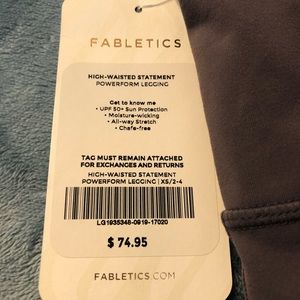 FABLETICS
HIGH-WAISTED STATEMENT
POWERFORM LEGGING
Get to know me
• UPF 50+ Sun Protection
• Moisture-wicking
• All-way Stretch
• Chafe-free
TAG MUST REMAIN ATTACHED
FOR EXCHANGES AND RETURNS
HIGH-WAISTED STATEMENT
POWERFORM LEGGING | XS/2-4
LG1935348-0919-17020
$ 74.95
FABLETICS.COM